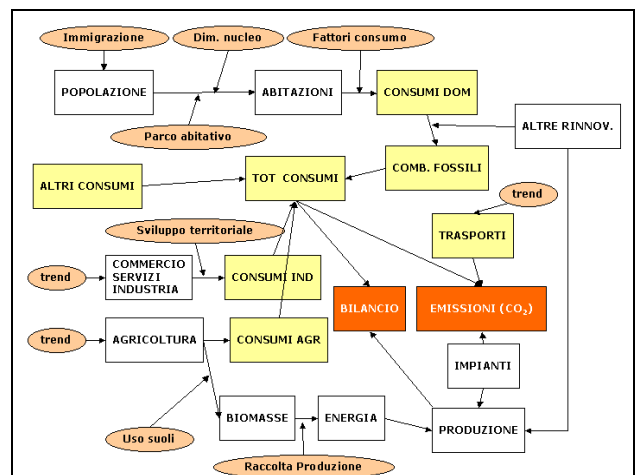 Immigrazione
Dim. nucleo
Fattori consumo
POPOLAZIONE
ABITAZIONI
CONSUMI DOM
Parco abitativo
ALTRE RINNOV.
ALTRI CONSUMI
TOT CONSUMI
COMB. FOSSILI
trend
Sviluppo territoriale
TRASPORTI
trend
COMMERCIO
SERVIZI
INDUSTRIA
CONSUMI IND
BILANCIO
EMISSIONI (CO₂)
trend
AGRICOLTURA
CONSUMI AGR
IMPIANTI
Uso suoli
BIOMASSE
ENERGIA
PRODUZIONE
Raccolta Produzione